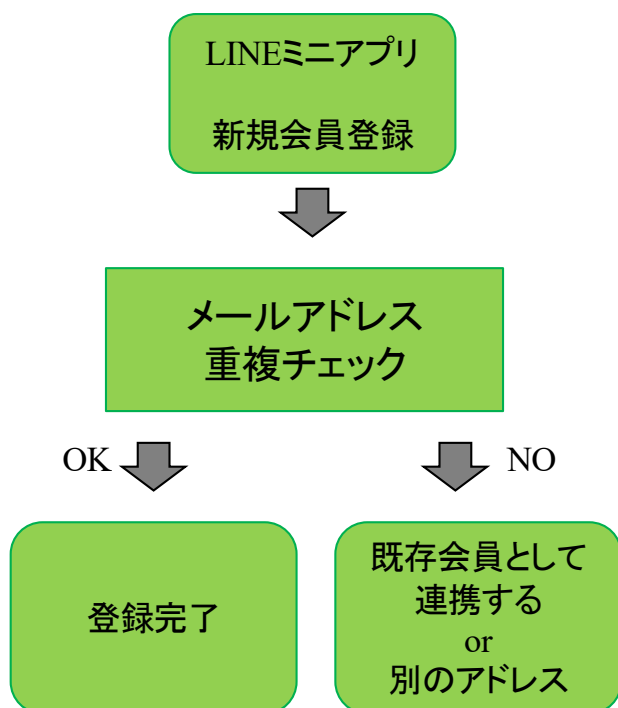 LINEミニアプリ
新規会員登録
メールアドレス
重複チェック
OK
NO
登録完了
既存会員として
連携する
or
別のアドレス